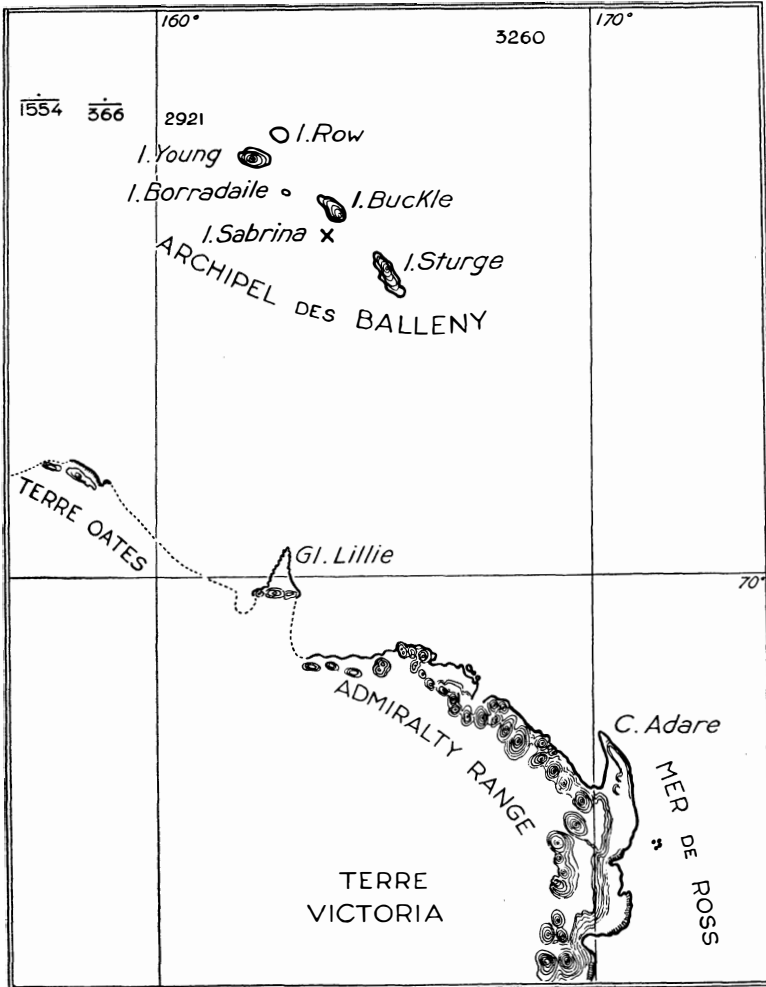 160°
170°
3260
1554
366
2921
I. Row
I. Young
I. Borradaile
I. Buckle
I. Sabrina
I. Sturge
ARCHIPEL DES BALLENY
TERRE OATES
Gl. Lillie
70°
ADMIRALTY RANGE
C. Adare
MER DE ROSS
TERRE
VICTORIA